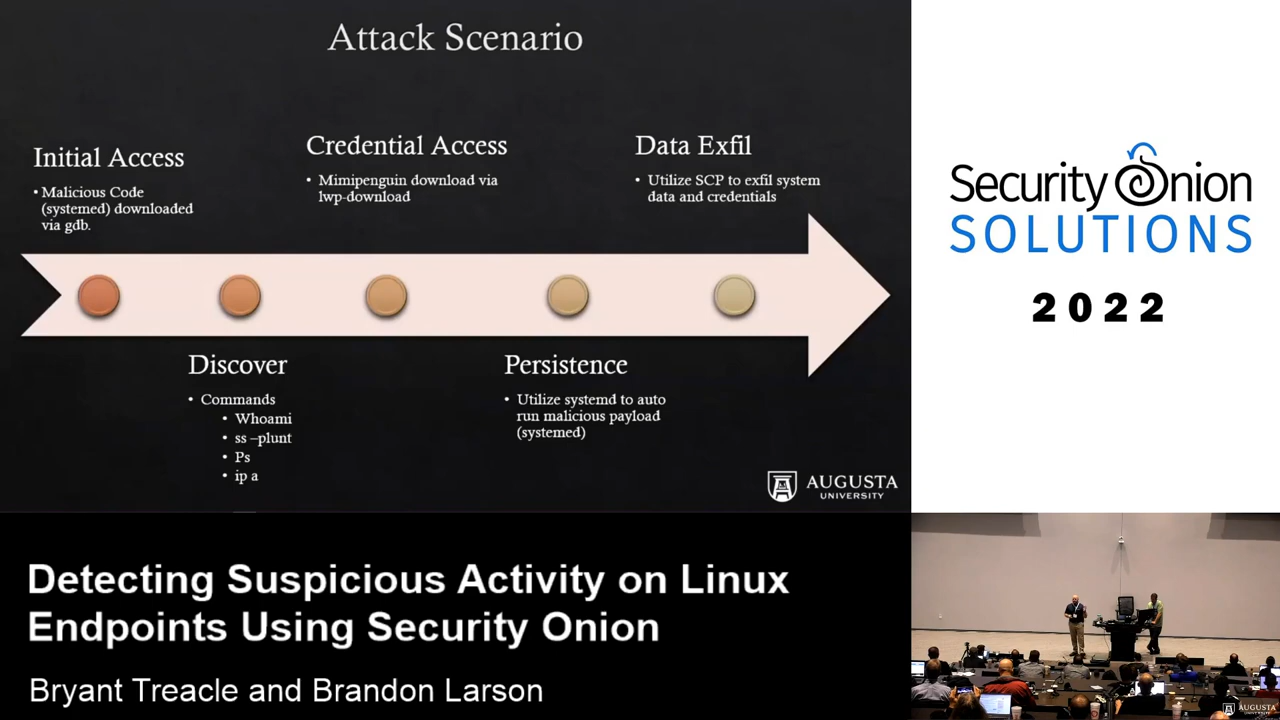 Attack Scenario
Initial Access
• Malicious Code
(systemed) downloaded
via gdb.
Credential Access
• Mimipenguin download via
lwp-download
Data Exfil
• Utilize SCP to exfil system
data and credentials
Discover
• Commands
• Whoami
• ss –plunt
• Ps
• ip a
Persistence
• Utilize systemd to auto
run malicious payload
(systemed)
AUGUSTA
UNIVERSITY
Security Onion
SOLUTIONS
2022
Detecting Suspicious Activity on Linux
Endpoints Using Security Onion
Bryant Treacle and Brandon Larson
AUGUSTA